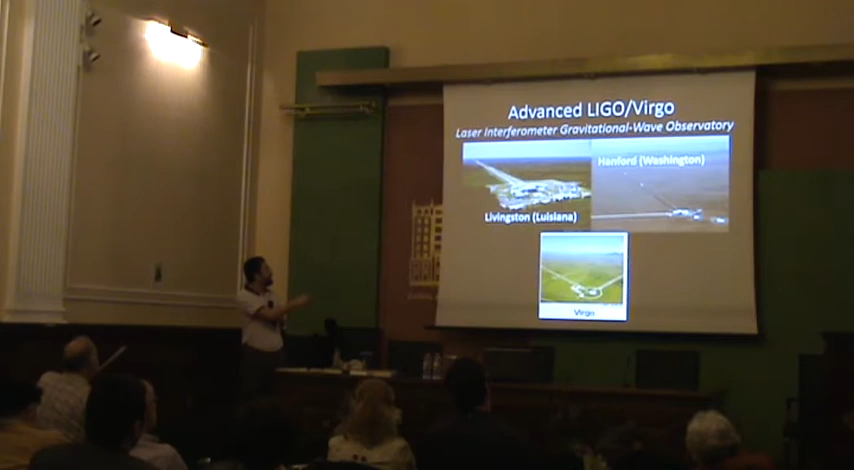 Advanced LIGO/Virgo
Laser Interferometer Gravitational-Wave Observatory
Hanford (Washington)
Livingston (Luisiana)
Virgo